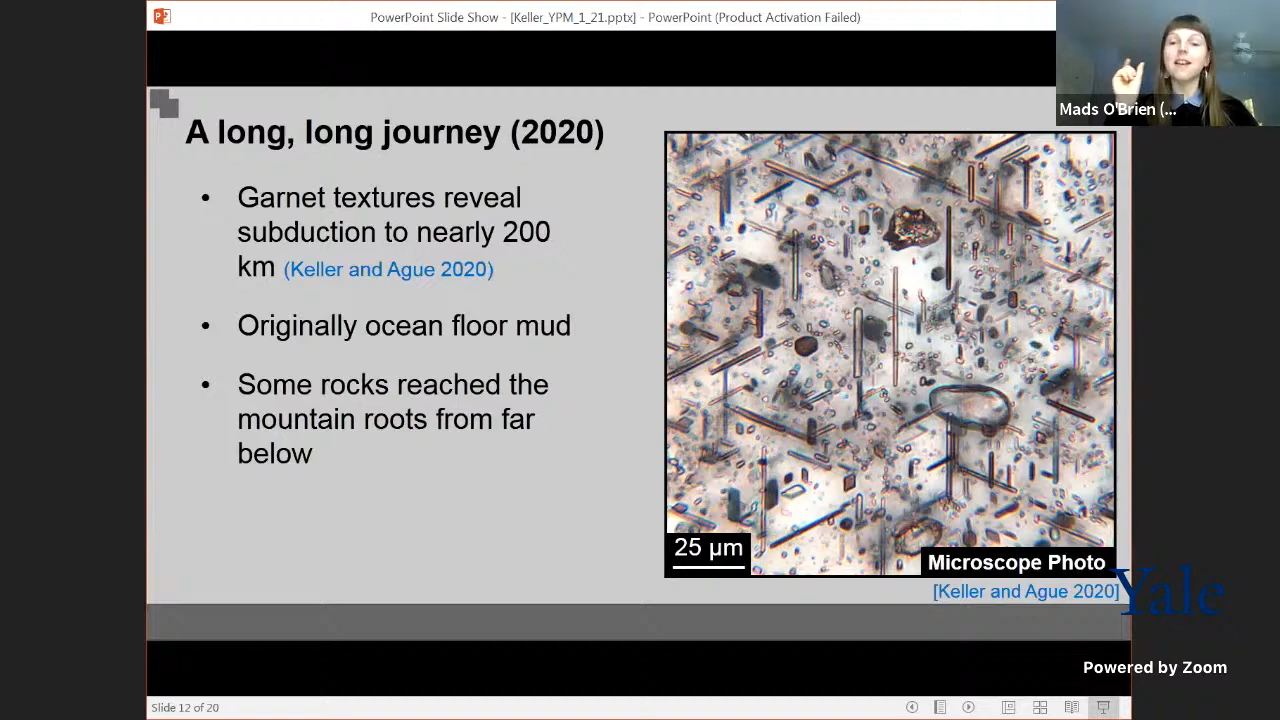 PowerPoint Slide Show - [Keller_YPM_1_21.pptx] - PowerPoint (Product Activation Failed)
Mads O'Brien (...
A long, long journey (2020)
• Garnet textures reveal
subduction to nearly 200
km (Keller and Ague 2020)
• Originally ocean floor mud
• Some rocks reached the
mountain roots from far
below
25 µm
Microscope Photo
[Keller and Ague 2020]
Yale
Powered by Zoom
Slide 12 of 20